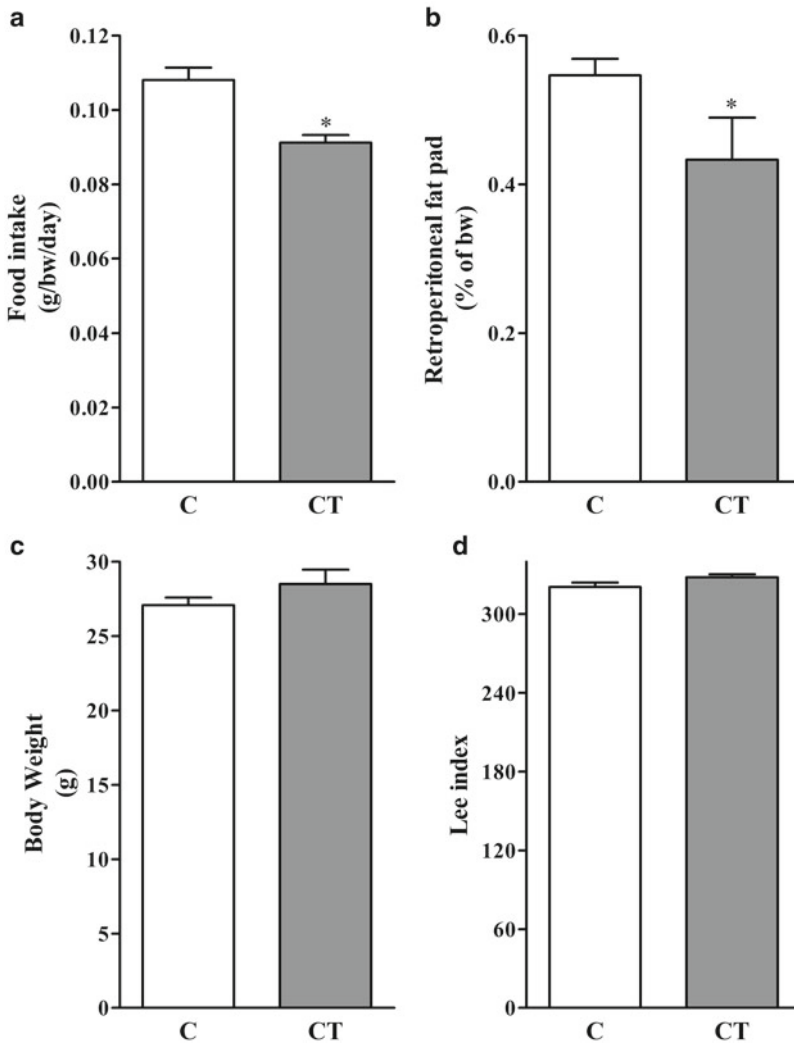 a
0.12
0.10
0.08
0.06
0.04
0.02
0.00
Food intake
(g/bw/day)
*
C CT
b
0.6
0.4
0.2
0.0
Retroperitoneal fat pad
(% of bw)
*
C CT
c
30
25
20
15
10
5
0
Body Weight
(g)
C CT
d
300
240
180
120
60
0
Lee index
C CT